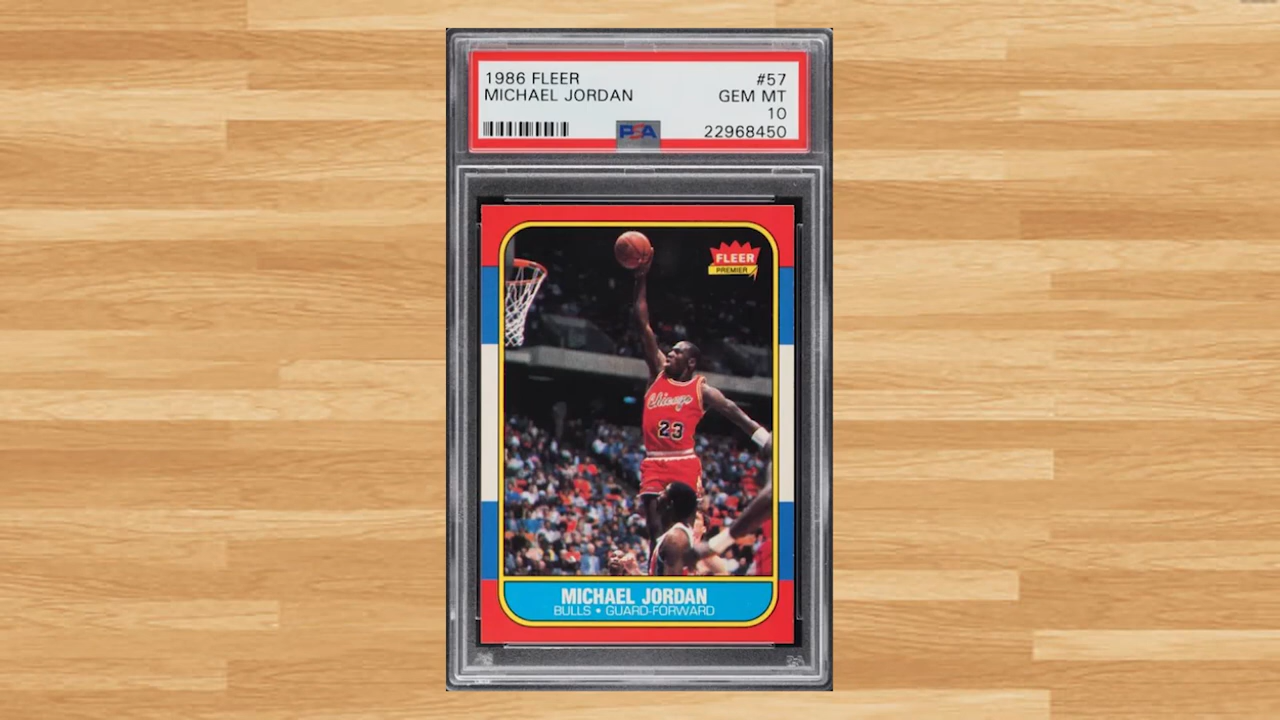 1986 FLEER #57
MICHAEL JORDAN GEM MT
10
PSA 22968450
FLEER
PREMIER
Chicago
23
MICHAEL JORDAN
BULLS • GUARD-FORWARD